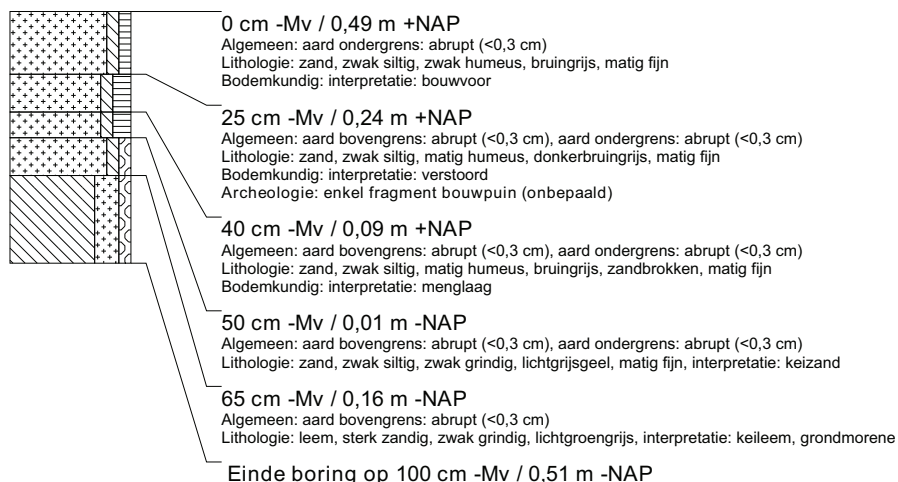 0 cm -Mv / 0,49 m +NAP
Algemeen: aard ondergrens: abrupt (<0,3 cm)
Lithologie: zand, zwak siltig, zwak humeus, bruingrijs, matig fijn
Bodemkundig: interpretatie: bouwvoor
25 cm -Mv / 0,24 m +NAP
Algemeen: aard bovengrens: abrupt (<0,3 cm), aard ondergrens: abrupt (<0,3 cm)
Lithologie: zand, zwak siltig, matig humeus, donkerbruingrijs, matig fijn
Bodemkundig: interpretatie: verstoord
Archeologie: enkel fragment bouwpuin (onbepaald)
40 cm -Mv / 0,09 m +NAP
Algemeen: aard bovengrens: abrupt (<0,3 cm), aard ondergrens: abrupt (<0,3 cm)
Lithologie: zand, zwak siltig, matig humeus, bruingrijs, zandbrokken, matig fijn
Bodemkundig: interpretatie: menglaag
50 cm -Mv / 0,01 m -NAP
Algemeen: aard bovengrens: abrupt (<0,3 cm), aard ondergrens: abrupt (<0,3 cm)
Lithologie: zand, zwak siltig, zwak grindig, lichtgrijsgeel, matig fijn, interpretatie: keizand
65 cm -Mv / 0,16 m -NAP
Algemeen: aard bovengrens: abrupt (<0,3 cm)
Lithologie: leem, sterk zandig, zwak grindig, lichtgroengrijs, interpretatie: keileem, grondmorene
Einde boring op 100 cm -Mv / 0,51 m -NAP